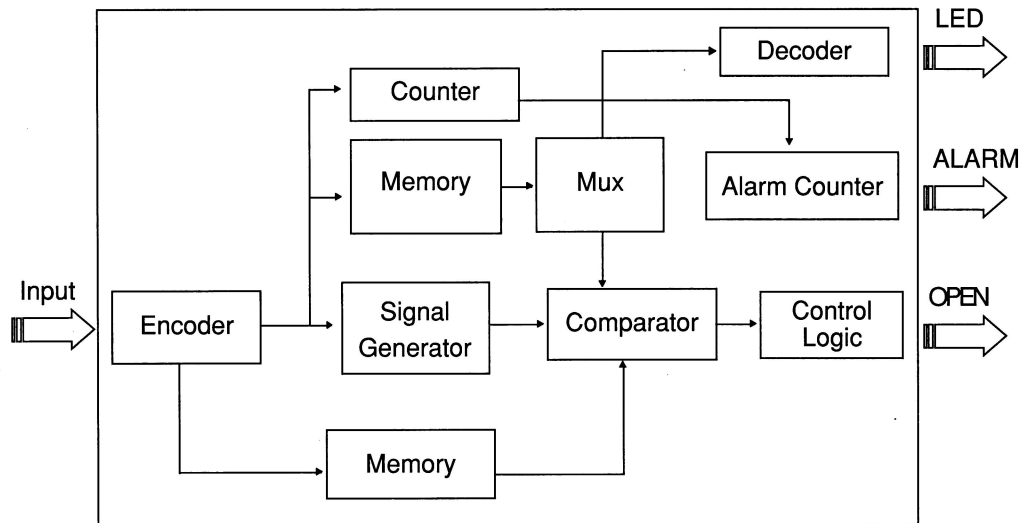 LED
Decoder
Counter
Memory
Mux
Alarm Counter
ALARM
Input
Encoder
Signal
Generator
Comparator
Control
Logic
OPEN
Memory